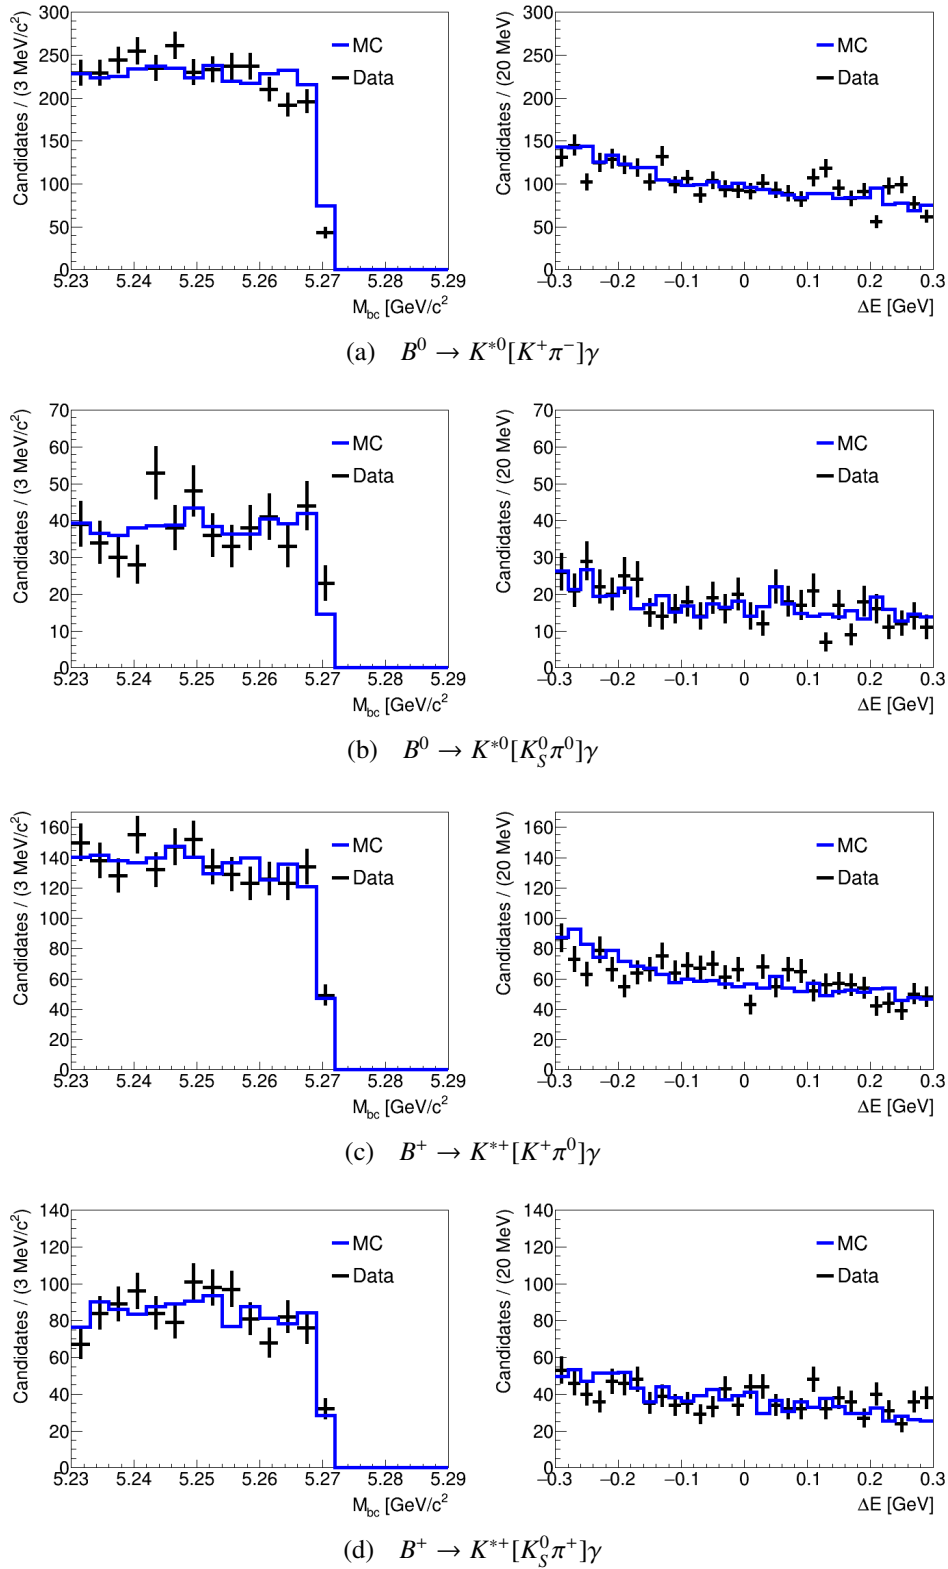 Candidates / (3 MeV/c²)
300
250
200
150
100
50
0
MC
Data
5.23 5.24 5.25 5.26 5.27 5.28 5.29
M_bc [GeV/c²]
Candidates / (20 MeV)
300
250
200
150
100
50
0
MC
Data
−0.3 −0.2 −0.1 0 0.1 0.2 0.3
ΔE [GeV]
(a) B⁰ → K*⁰[K⁺π⁻]γ
Candidates / (3 MeV/c²)
70
60
50
40
30
20
10
0
MC
Data
5.23 5.24 5.25 5.26 5.27 5.28 5.29
M_bc [GeV/c²]
Candidates / (20 MeV)
70
60
50
40
30
20
10
0
MC
Data
−0.3 −0.2 −0.1 0 0.1 0.2 0.3
ΔE [GeV]
(b) B⁰ → K*⁰[K_S⁰π⁰]γ
Candidates / (3 MeV/c²)
160
140
120
100
80
60
40
20
0
MC
Data
5.23 5.24 5.25 5.26 5.27 5.28 5.29
M_bc [GeV/c²]
Candidates / (20 MeV)
160
140
120
100
80
60
40
20
0
MC
Data
−0.3 −0.2 −0.1 0 0.1 0.2 0.3
ΔE [GeV]
(c) B⁺ → K*⁺[K⁺π⁰]γ
Candidates / (3 MeV/c²)
140
120
100
80
60
40
20
0
MC
Data
5.23 5.24 5.25 5.26 5.27 5.28 5.29
M_bc [GeV/c²]
Candidates / (20 MeV)
140
120
100
80
60
40
20
0
MC
Data
−0.3 −0.2 −0.1 0 0.1 0.2 0.3
ΔE [GeV]
(d) B⁺ → K*⁺[K_S⁰π⁺]γ